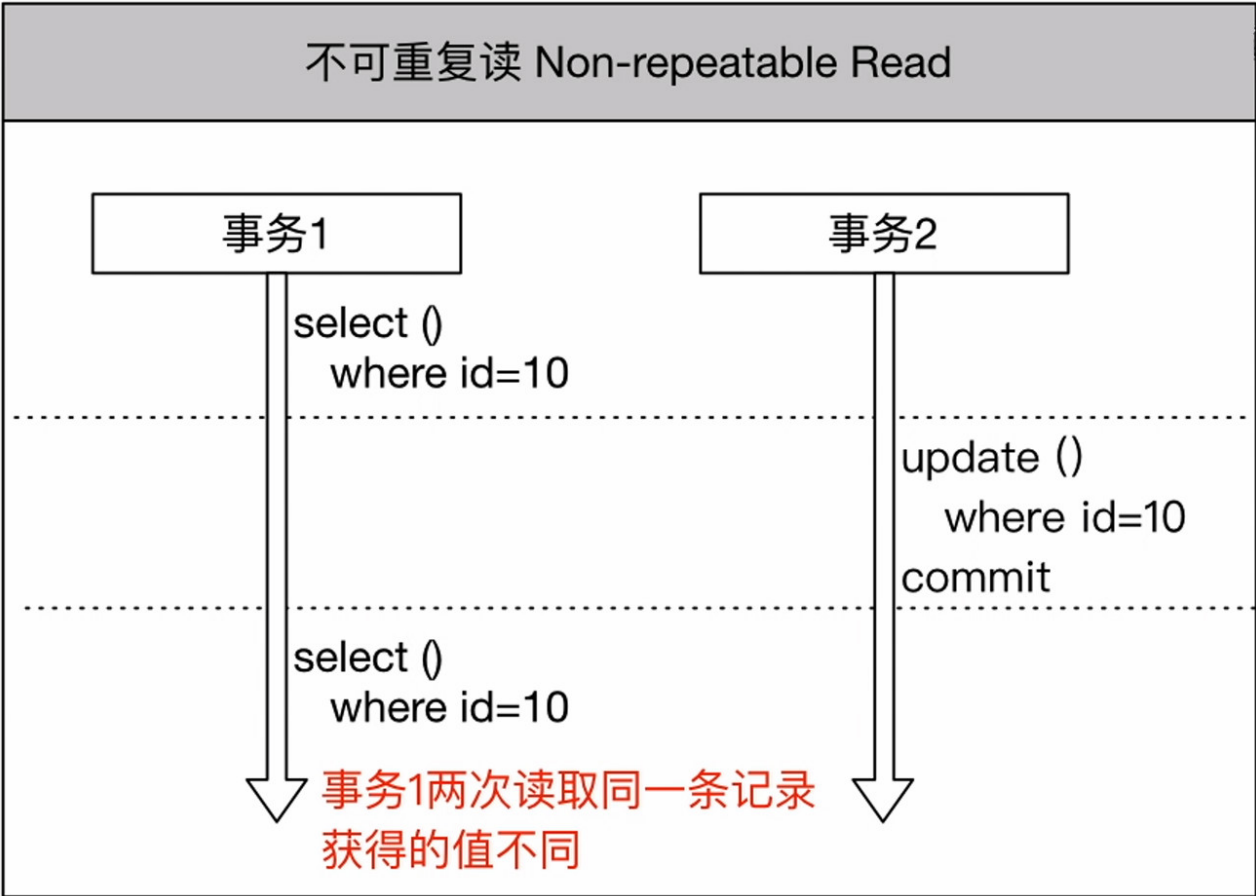 不可重复读 Non-repeatable Read
事务1
事务2
select ()
where id=10
update ()
where id=10
commit
select ()
where id=10
事务1两次读取同一条记录
获得的值不同